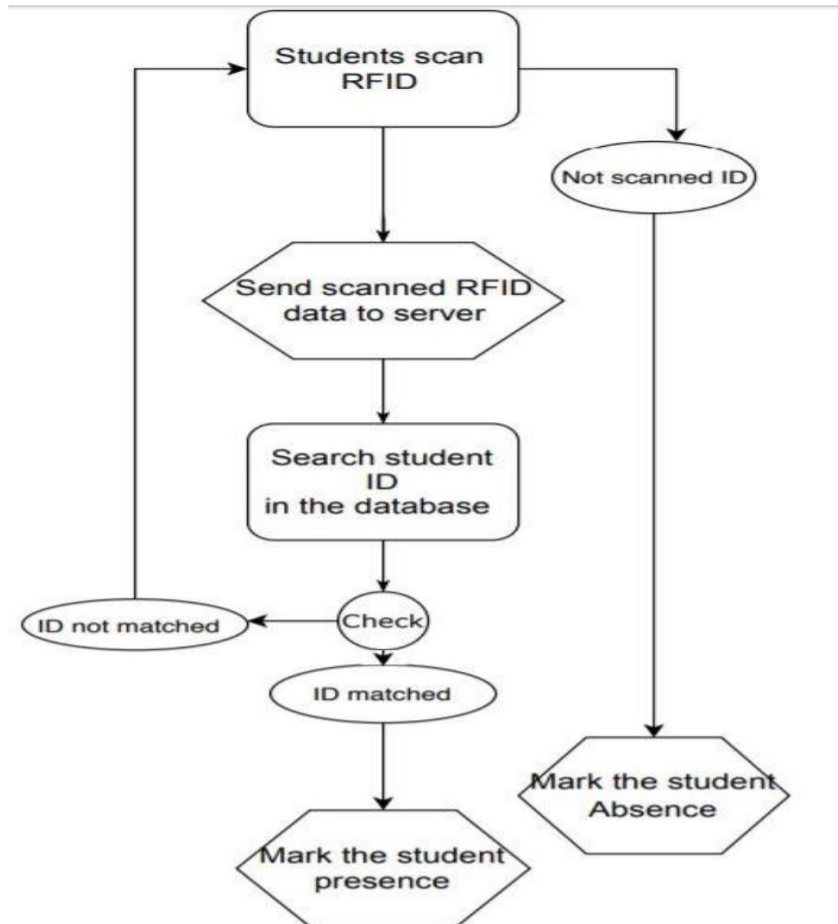 Students scan
RFID
Not scanned ID
Send scanned RFID
data to server
Search student
ID
in the database
Check
ID not matched
ID matched
Mark the student
Absence
Mark the student
presence